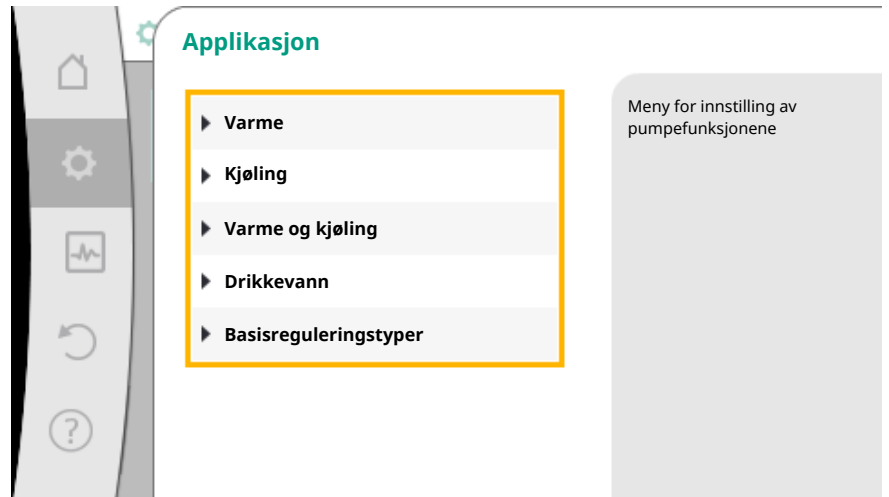 Applikasjon
Varme
Kjøling
Varme og kjøling
Drikkevann
Basisreguleringstyper
Meny for innstilling av
pumpefunksjonene
?